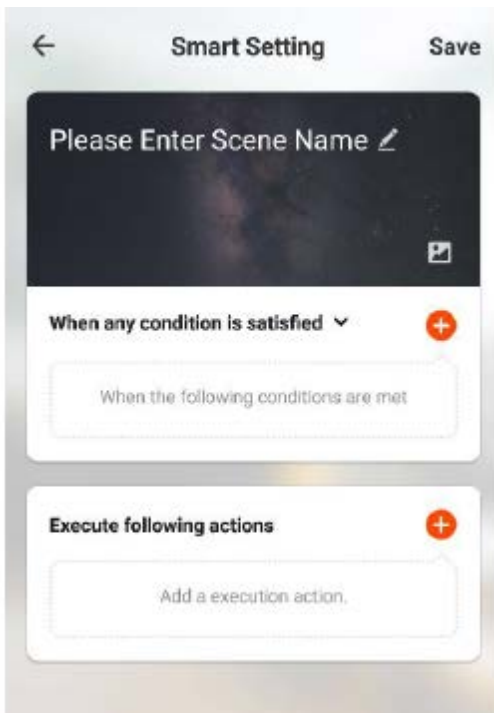 Smart Setting
Save
Please Enter Scene Name
When any condition is satisfied
When the following conditions are met
Execute following actions
Add a execution action.